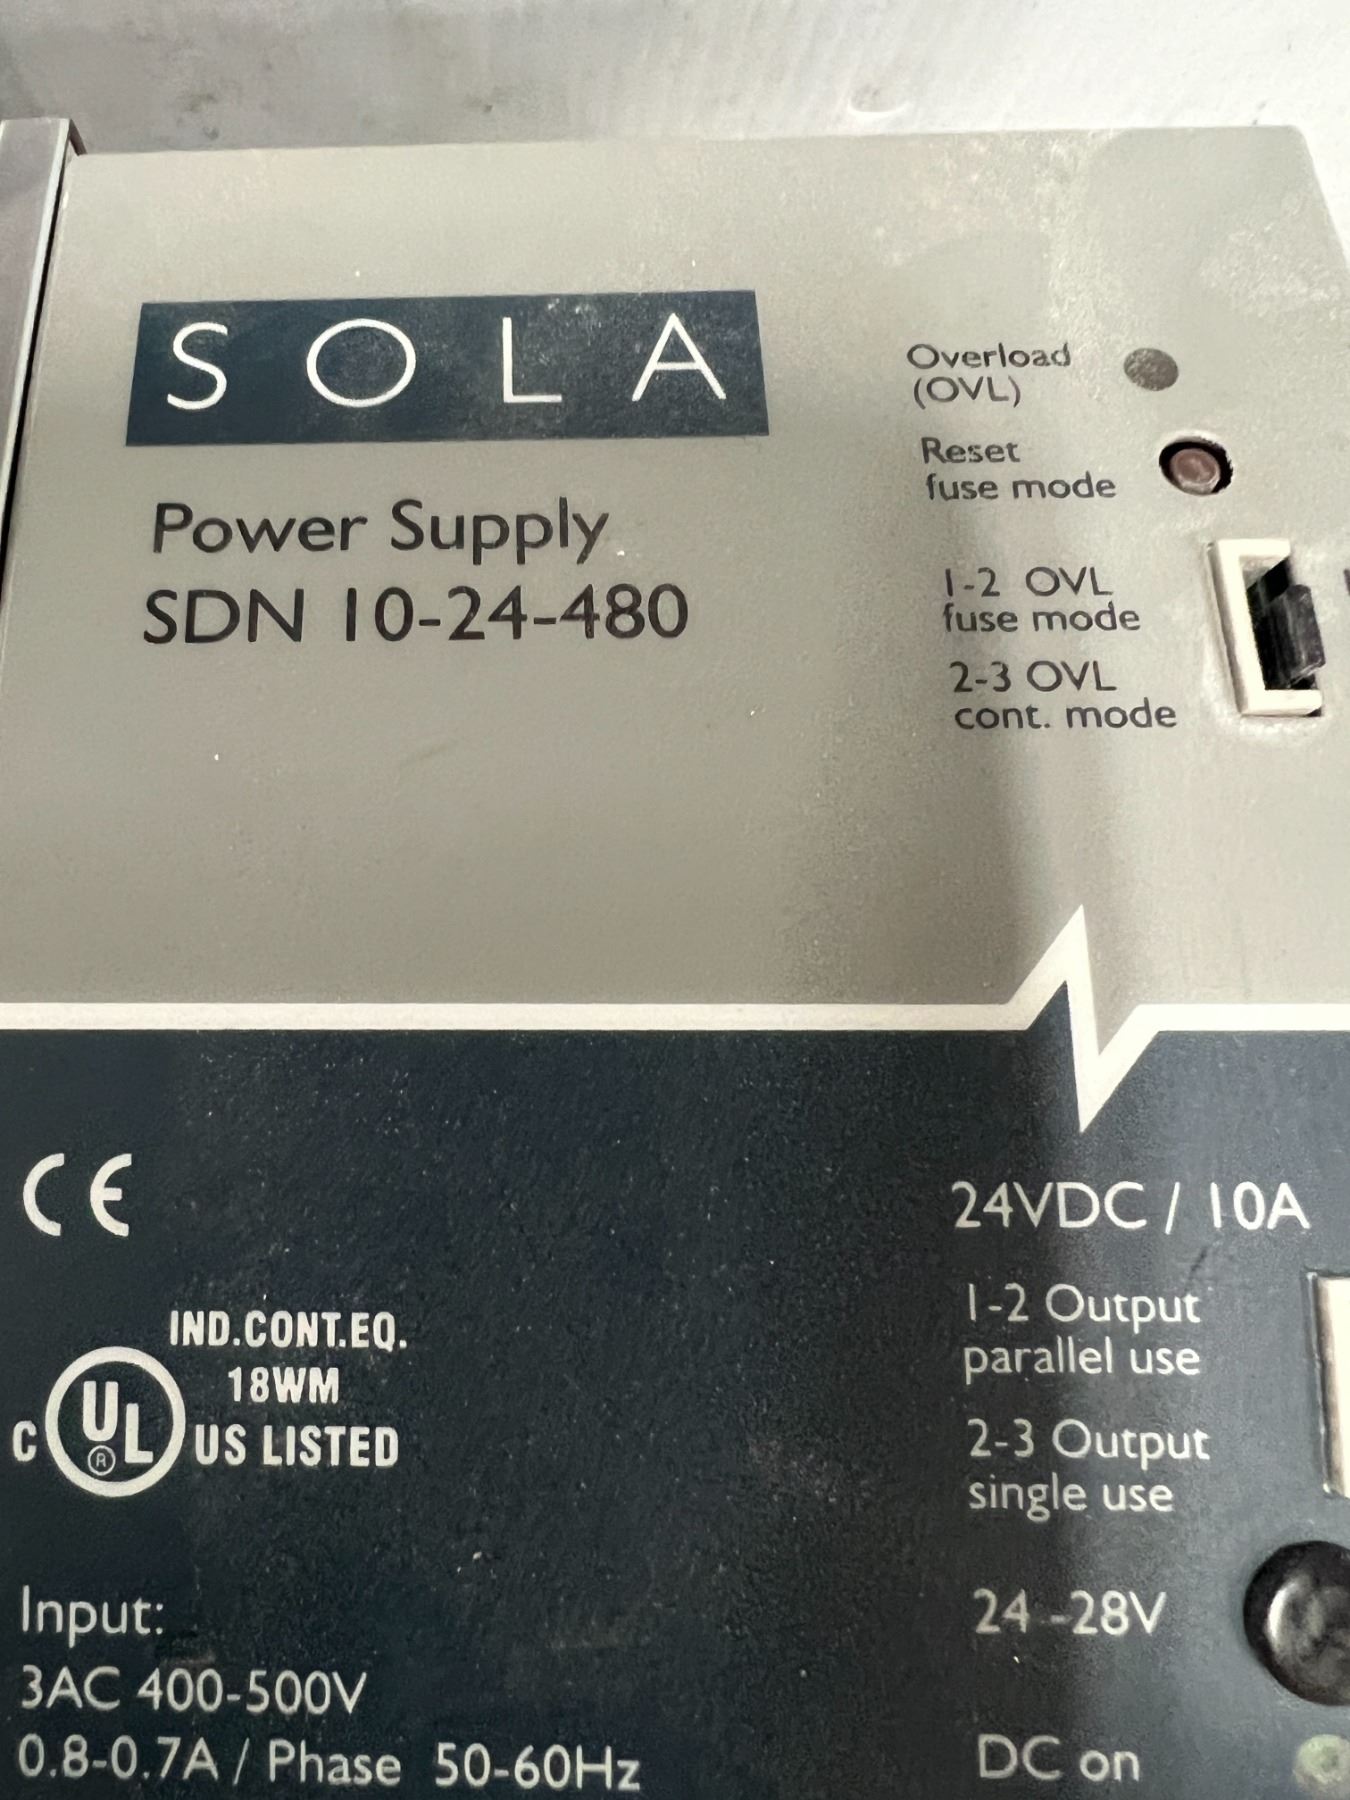 SOLA
Power Supply
SDN 10-24-480
Overload
(OVL)
Reset
fuse mode
1-2 OVL
fuse mode
2-3 OVL
cont. mode
CE
IND.CONT.EQ.
18WM
C UL ® US LISTED
Input:
3AC 400-500V
0.8-0.7A / Phase 50-60Hz
24VDC / 10A
1-2 Output
parallel use
2-3 Output
single use
24 -28V
DC on